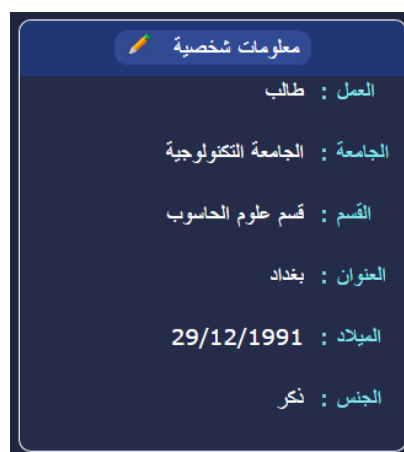 معلومات شخصية
العمل : طالب
الجامعة : الجامعة التكنولوجية
القسم : قسم علوم الحاسوب
العنوان : بغداد
الميلاد : 29/12/1991
الجنس : ذكر